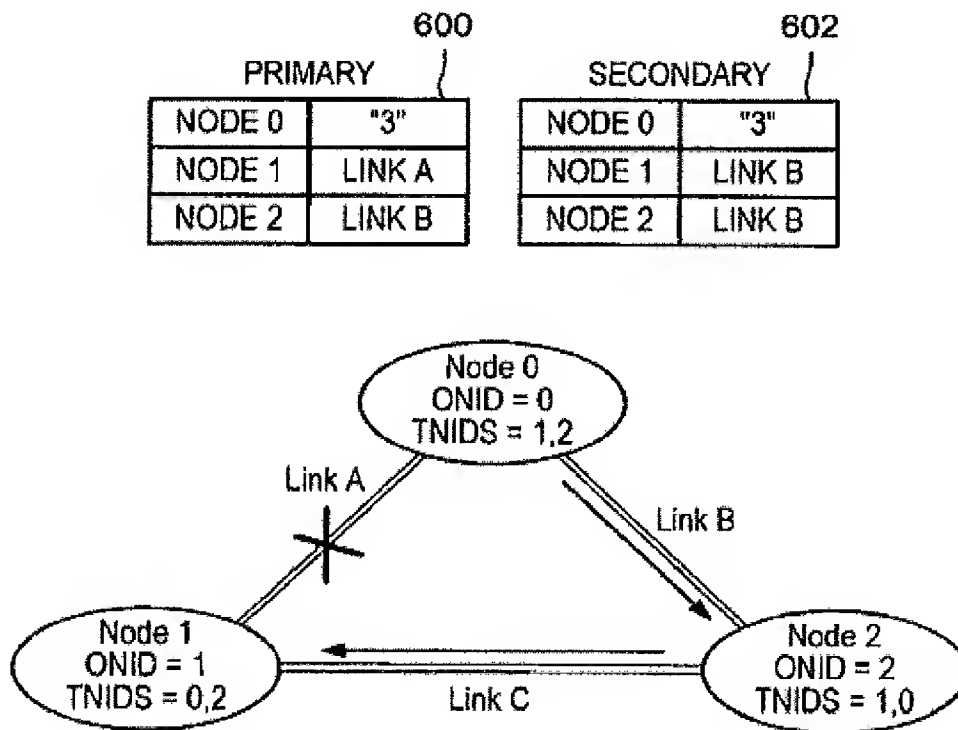 600
602
PRIMARY
SECONDARY
NODE 0 "3"
NODE 1 LINK A
NODE 2 LINK B
NODE 0 "3"
NODE 1 LINK B
NODE 2 LINK B
Node 0
ONID = 0
TNIDS = 1,2
Link A
Link B
Node 1
ONID = 1
TNIDS = 0,2
Link C
Node 2
ONID = 2
TNIDS = 1,0